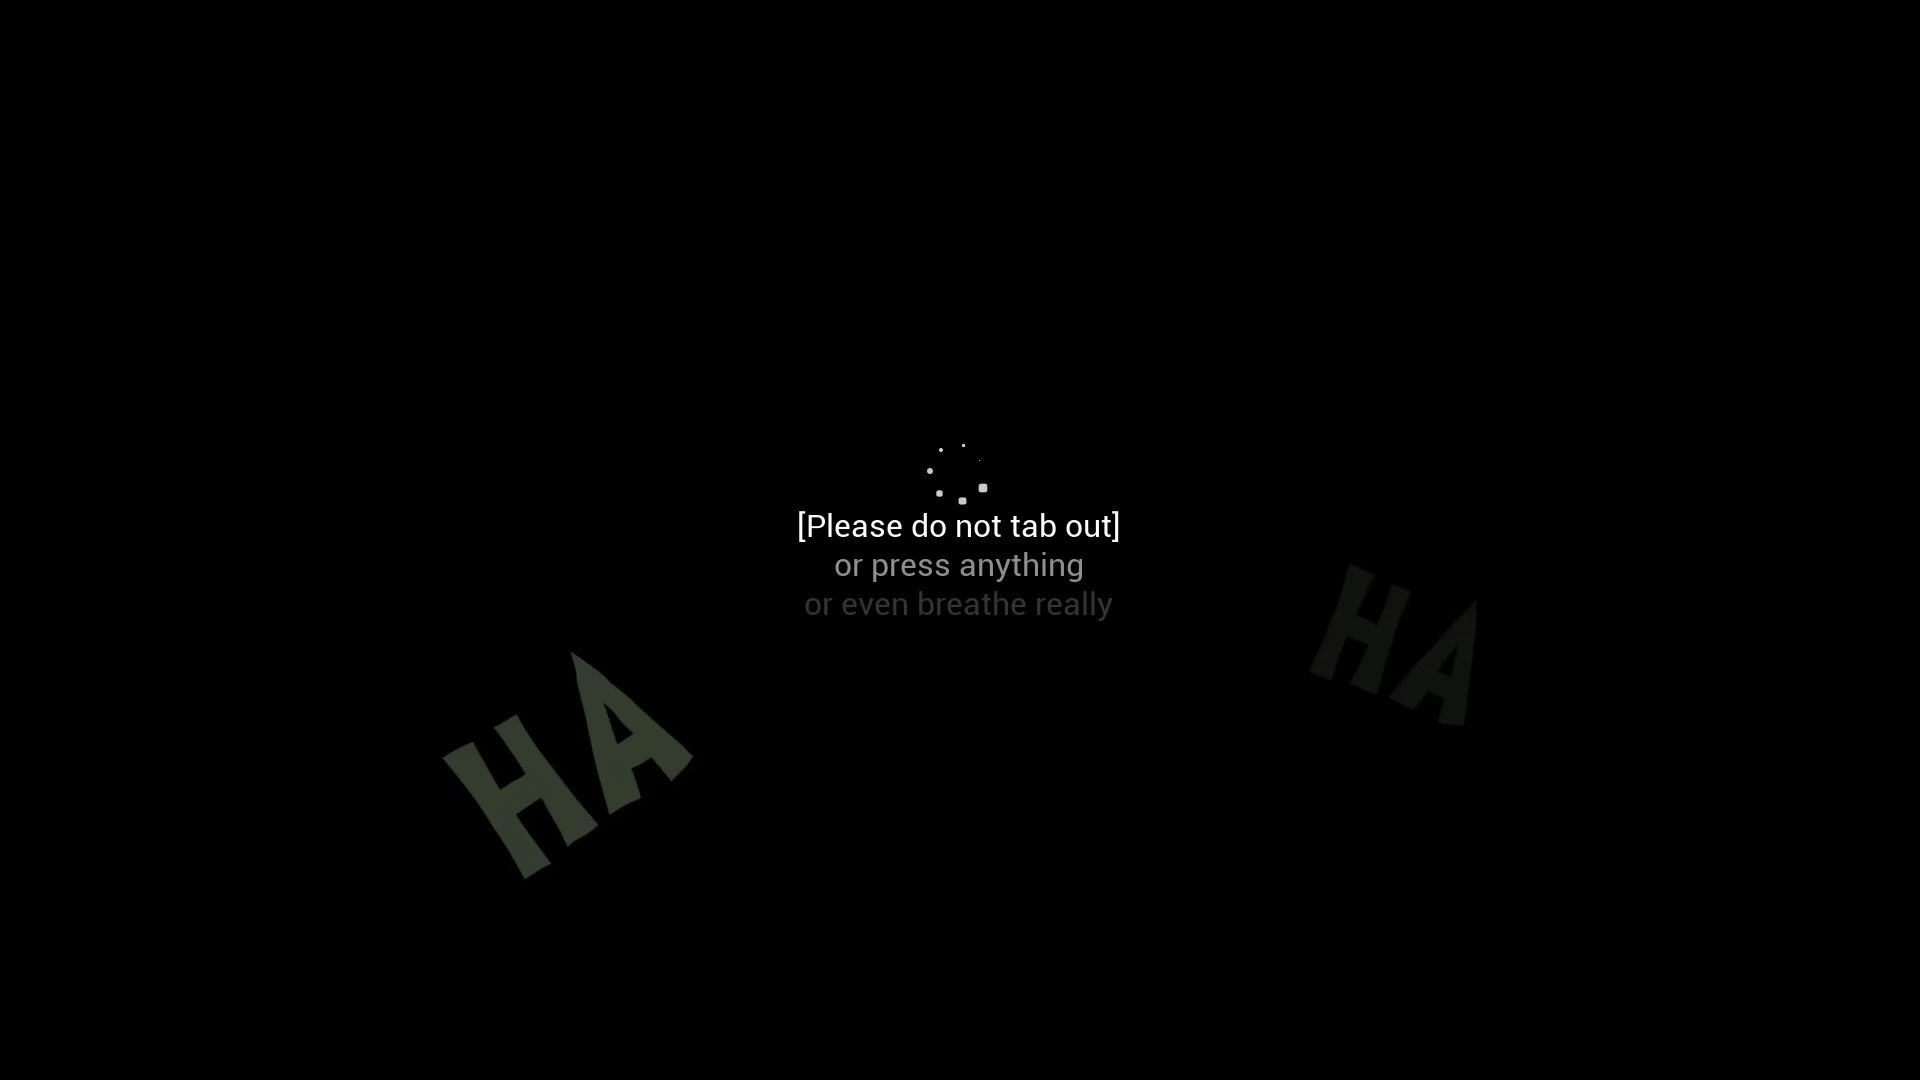 [Please do not tab out]
or press anything
or even breathe really
HA
HA